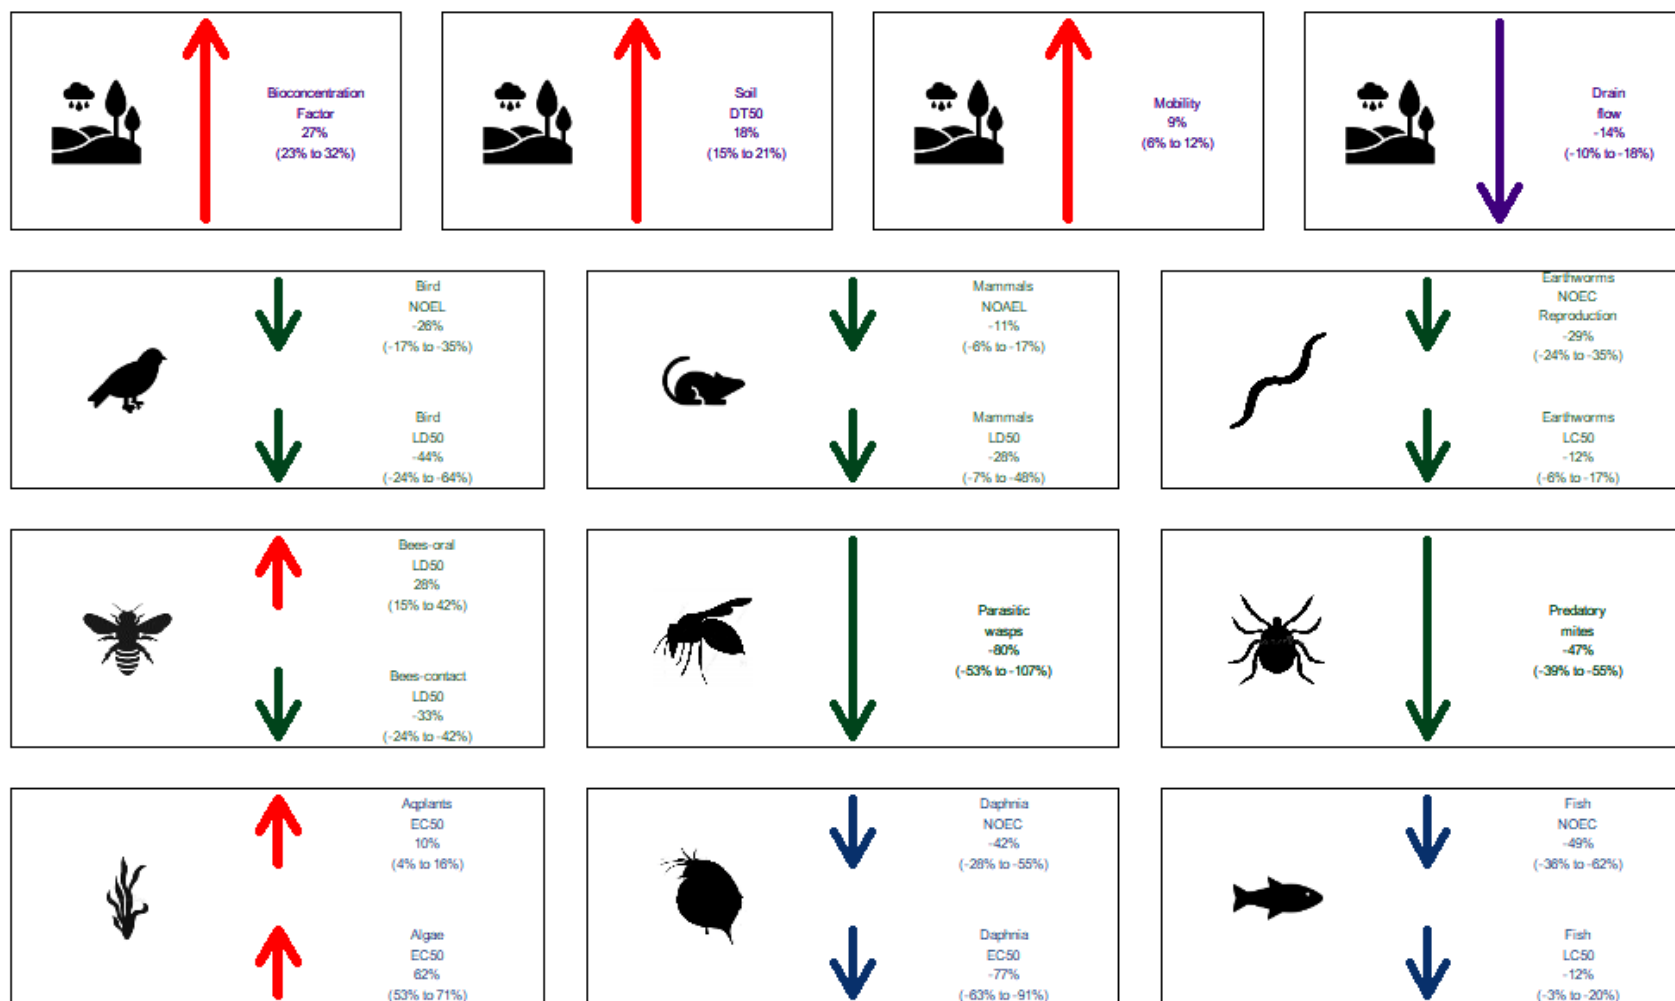 Bioconcentration
Factor
27%
(23% to 32%)
Soil
DT50
18%
(15% to 21%)
Mobility
9%
(6% to 12%)
Drain
flow
-14%
(-10% to -18%)
Bird
NOEL
-26%
(-17% to -35%)
Bird
LD50
-44%
(-24% to -64%)
Mammals
NOAEL
-11%
(-6% to -17%)
Mammals
LD50
-28%
(-7% to -48%)
Earthworms
NOEC
Reproduction
-29%
(-24% to -35%)
Earthworms
LC50
-12%
(-6% to -17%)
Bees-oral
LD50
28%
(15% to 42%)
Bees-contact
LD50
-33%
(-24% to -42%)
Parasitic
wasps
-80%
(-53% to -107%)
Predatory
mites
-47%
(-39% to -55%)
Aqplants
EC50
10%
(4% to 16%)
Algae
EC50
62%
(53% to 71%)
Daphnia
NOEC
-42%
(-28% to -55%)
Daphnia
EC50
-77%
(-63% to -91%)
Fish
NOEC
-49%
(-36% to -62%)
Fish
LC50
-12%
(-3% to -20%)